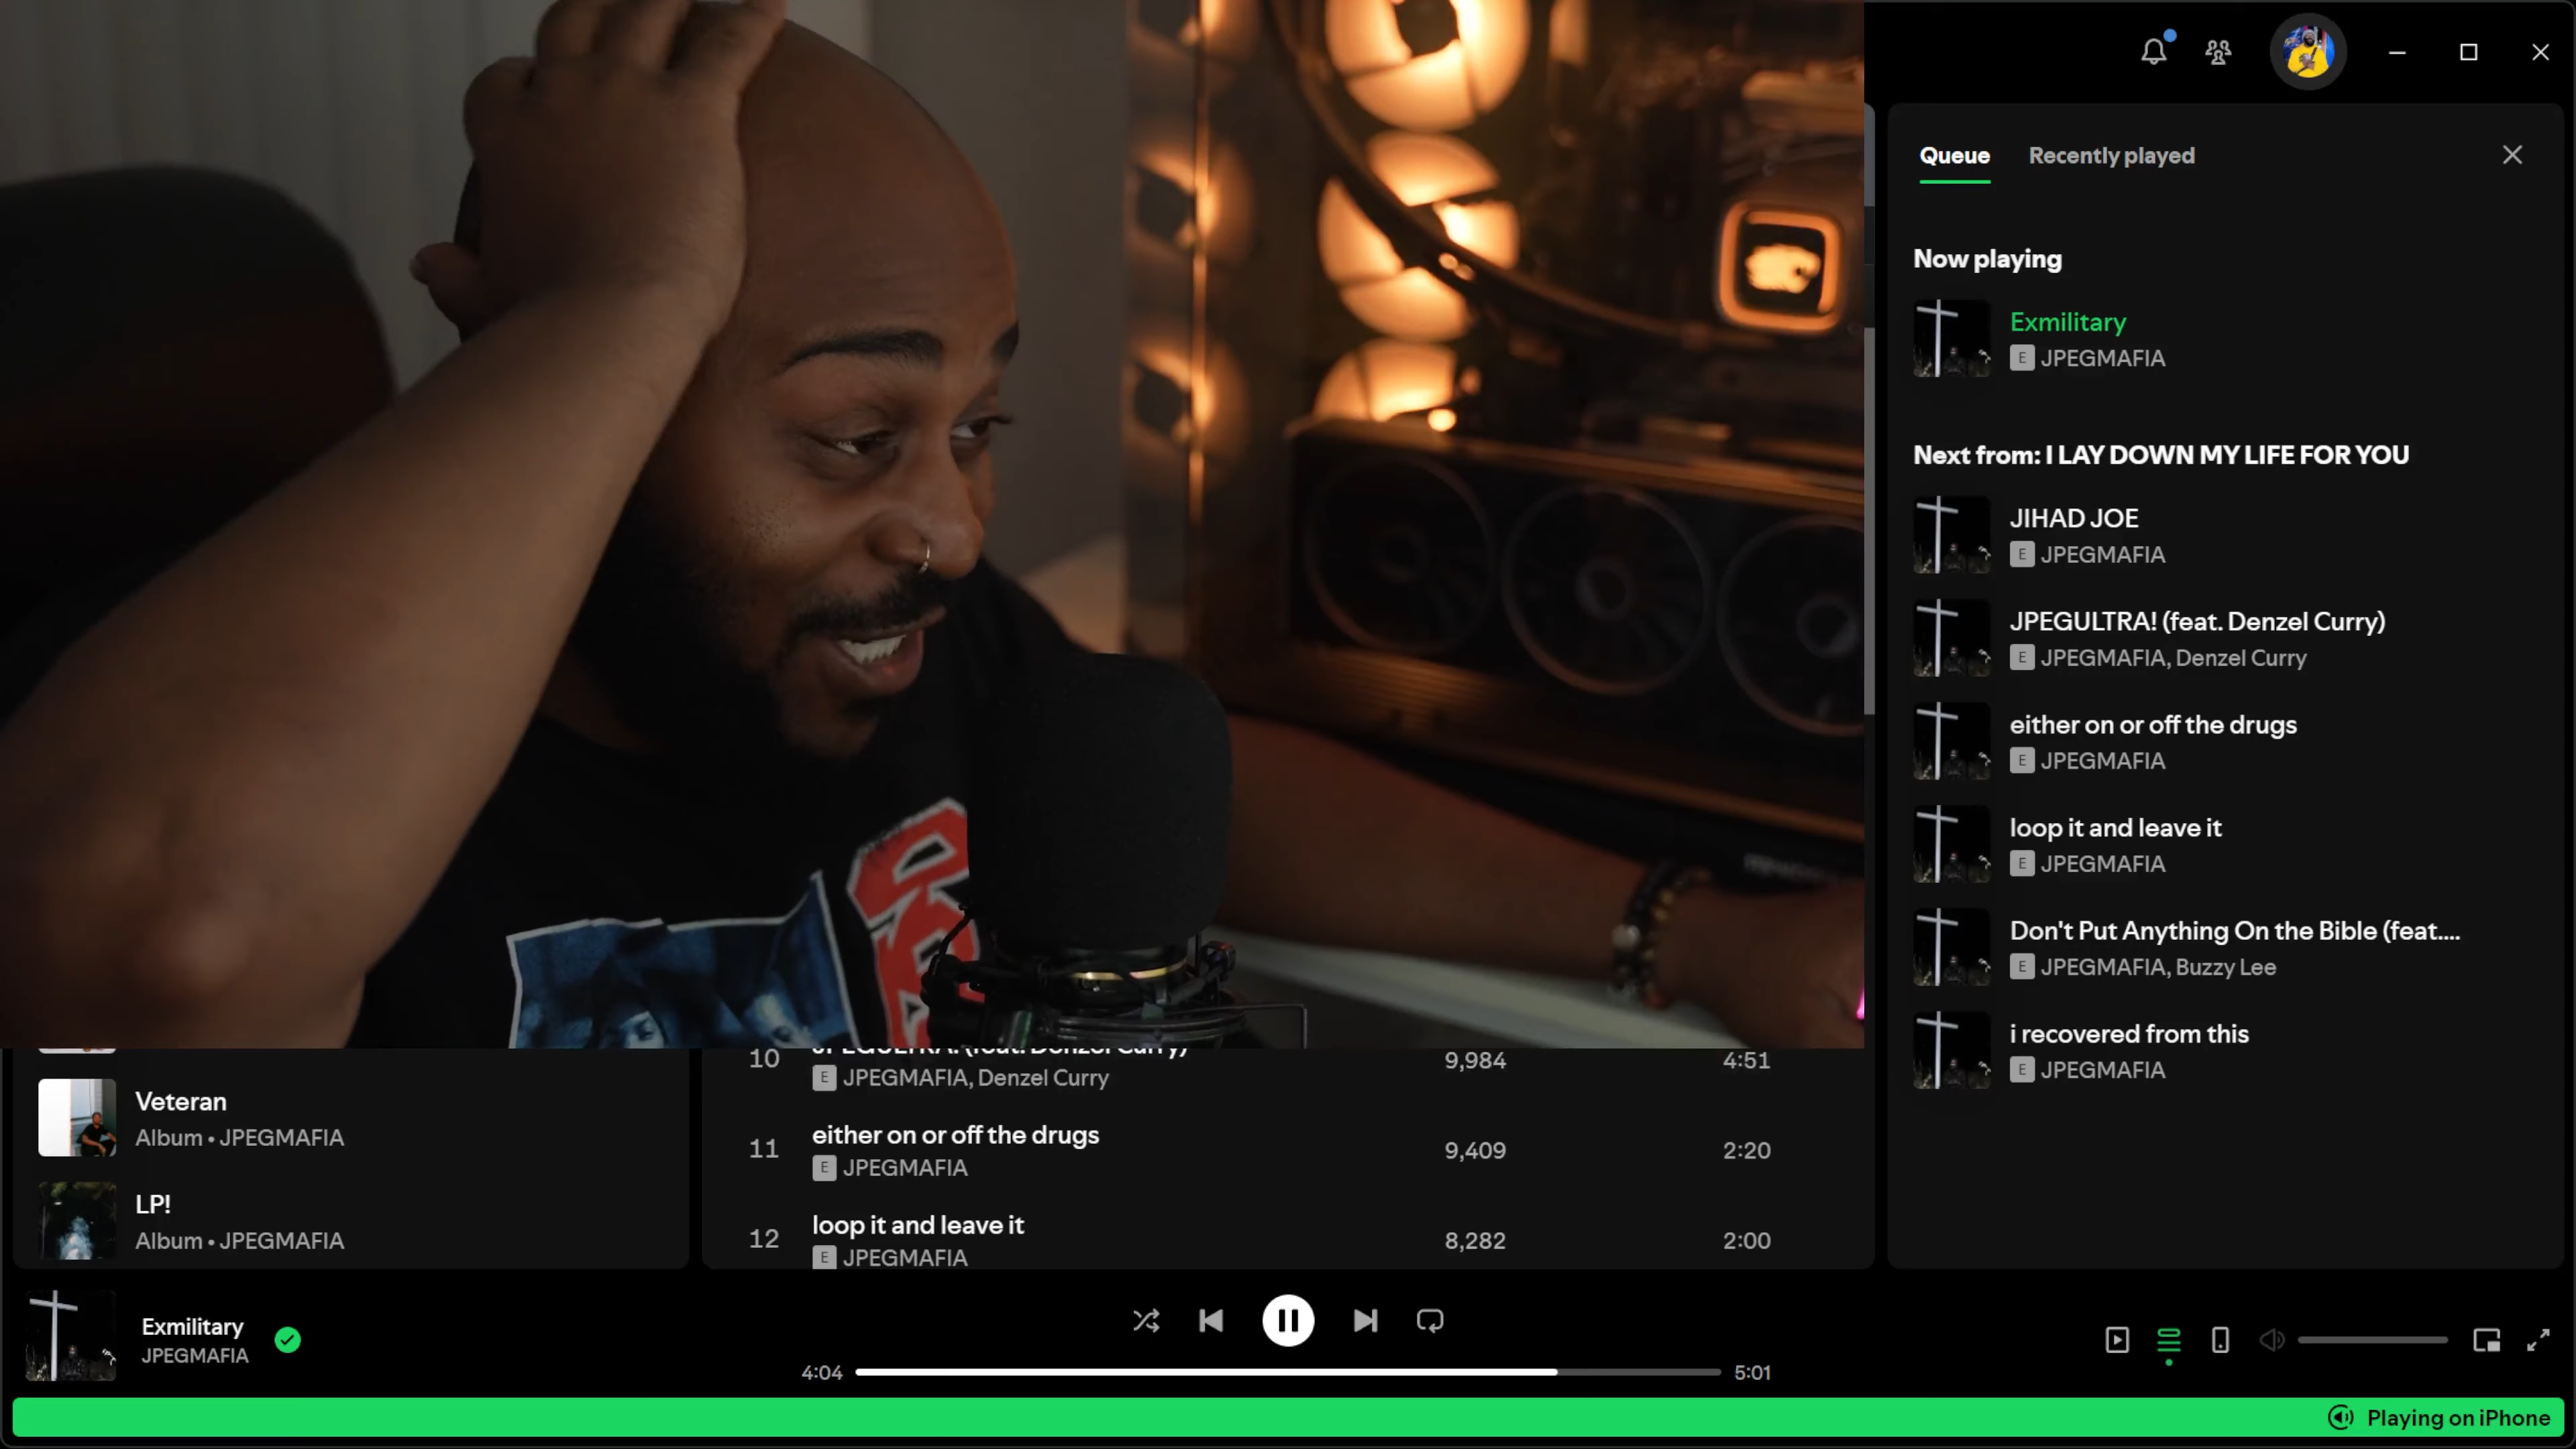 Queue
Recently played
Now playing
Exmilitary
E JPEGMAFIA
Next from: I LAY DOWN MY LIFE FOR YOU
JIHAD JOE
E JPEGMAFIA
JPEGULTRA! (feat. Denzel Curry)
E JPEGMAFIA, Denzel Curry
either on or off the drugs
E JPEGMAFIA
loop it and leave it
E JPEGMAFIA
Don't Put Anything On the Bible (feat....
E JPEGMAFIA, Buzzy Lee
i recovered from this
E JPEGMAFIA
Veteran
Album • JPEGMAFIA
LP!
Album • JPEGMAFIA
10 JPEGULTRA! (feat. Denzel Curry) 9,984 4:51
E JPEGMAFIA, Denzel Curry
11 either on or off the drugs 9,409 2:20
E JPEGMAFIA
12 loop it and leave it 8,282 2:00
E JPEGMAFIA
Exmilitary
JPEGMAFIA
4:04
5:01
Playing on iPhone